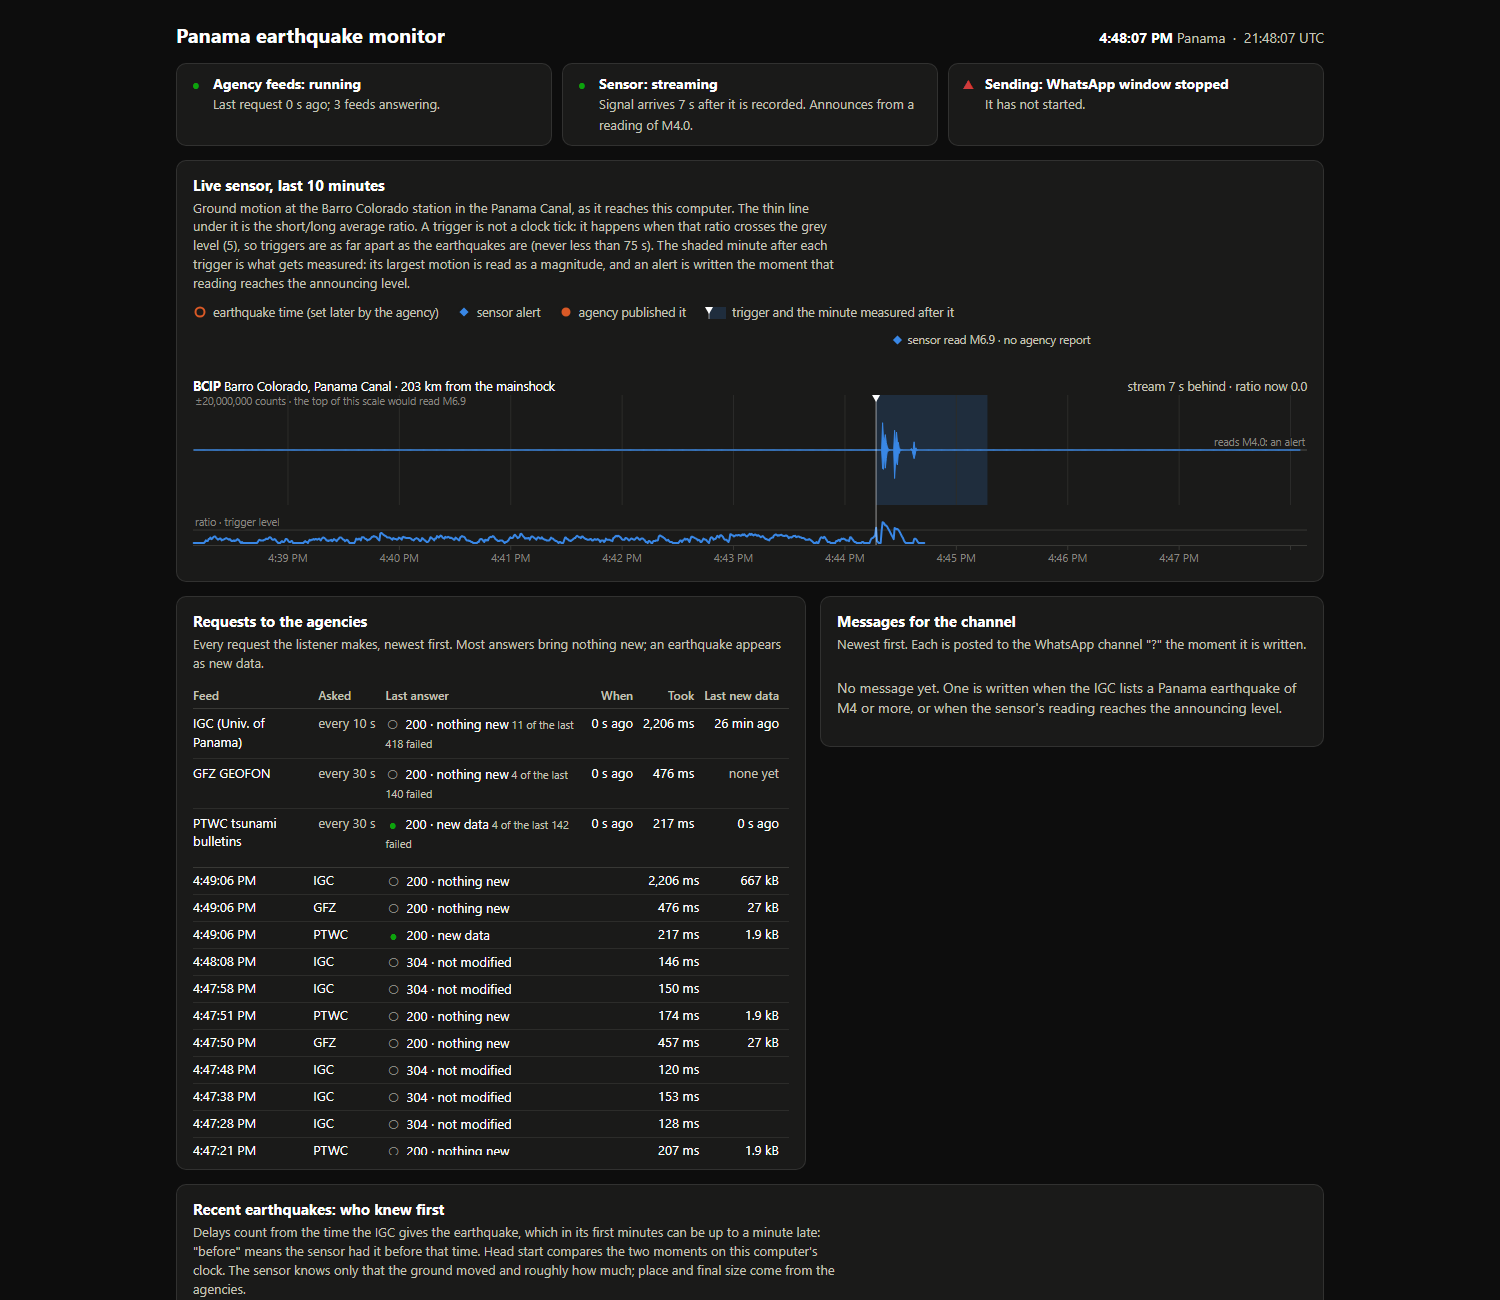 Panama earthquake monitor
4:48:07 PM Panama · 21:48:07 UTC
Agency feeds: running
Last request 0 s ago; 3 feeds answering.
Sensor: streaming
Signal arrives 7 s after it is recorded. Announces from a
reading of M4.0.
Sending: WhatsApp window stopped
It has not started.
Live sensor, last 10 minutes
Ground motion at the Barro Colorado station in the Panama Canal, as it reaches this computer. The thin line
under it is the short/long average ratio. A trigger is not a clock tick: it happens when that ratio crosses the grey
level (5), so triggers are as far apart as the earthquakes are (never less than 75 s). The shaded minute after each
trigger is what gets measured: its largest motion is read as a magnitude, and an alert is written the moment that
reading reaches the announcing level.
earthquake time (set later by the agency) sensor alert agency published it trigger and the minute measured after it
sensor read M6.9 · no agency report
BCIP Barro Colorado, Panama Canal · 203 km from the mainshock
stream 7 s behind · ratio now 0.0
±20,000,000 counts · the top of this scale would read M6.9
reads M4.0: an alert
ratio · trigger level
4:39 PM 4:40 PM 4:41 PM 4:42 PM 4:43 PM 4:44 PM 4:45 PM 4:46 PM 4:47 PM
Requests to the agencies
Every request the listener makes, newest first. Most answers bring nothing new; an earthquake appears
as new data.
Feed Asked Last answer When Took Last new data
IGC (Univ. of every 10 s 200 · nothing new 11 of the last 0 s ago 2,206 ms 26 min ago
Panama) 418 failed
GFZ GEOFON every 30 s 200 · nothing new 4 of the last 0 s ago 476 ms none yet
140 failed
PTWC tsunami every 30 s 200 · new data 4 of the last 142 0 s ago 217 ms 0 s ago
bulletins failed
4:49:06 PM IGC 200 · nothing new 2,206 ms 667 kB
4:49:06 PM GFZ 200 · nothing new 476 ms 27 kB
4:49:06 PM PTWC 200 · new data 217 ms 1.9 kB
4:48:08 PM IGC 304 · not modified 146 ms
4:47:58 PM IGC 304 · not modified 150 ms
4:47:51 PM PTWC 200 · nothing new 174 ms 1.9 kB
4:47:50 PM GFZ 200 · nothing new 457 ms 27 kB
4:47:48 PM IGC 304 · not modified 120 ms
4:47:38 PM IGC 304 · not modified 153 ms
4:47:28 PM IGC 304 · not modified 128 ms
4:47:21 PM PTWC 200 · nothing new 207 ms 1.9 kB
Messages for the channel
Newest first. Each is posted to the WhatsApp channel "?" the moment it is written.
No message yet. One is written when the IGC lists a Panama earthquake of
M4 or more, or when the sensor's reading reaches the announcing level.
Recent earthquakes: who knew first
Delays count from the time the IGC gives the earthquake, which in its first minutes can be up to a minute late:
"before" means the sensor had it before that time. Head start compares the two moments on this computer's
clock. The sensor knows only that the ground moved and roughly how much; place and final size come from the
agencies.